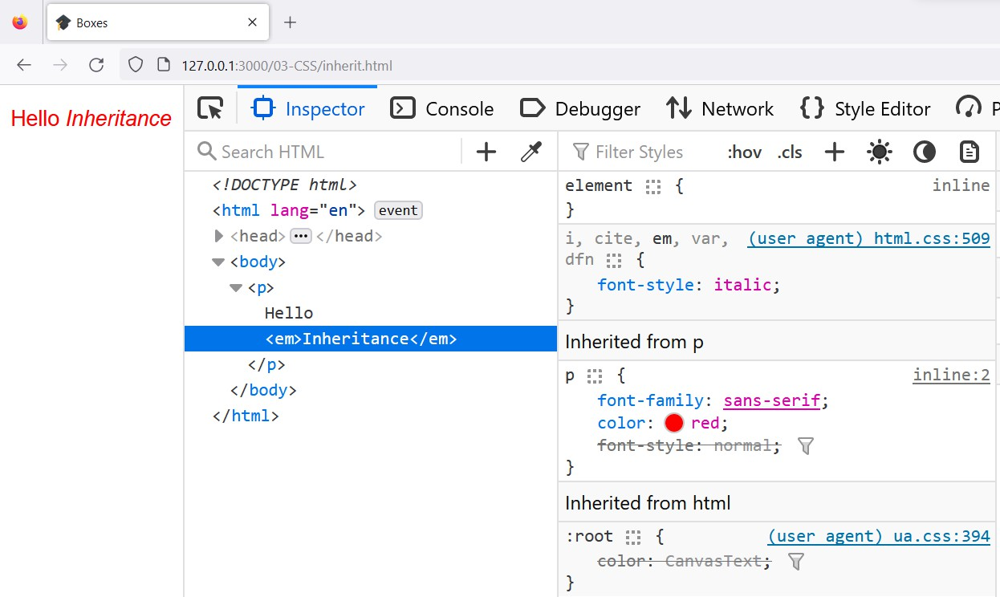 Boxes
127.0.0.1:3000/03-CSS/inherit.html
Hello Inheritance
Inspector Console Debugger Network Style Editor P
Search HTML
<!DOCTYPE html>
<html lang="en"> event
<head> ••• </head>
<body>
<p>
Hello
<em>Inheritance</em>
</p>
</body>
</html>
Filter Styles :hov .cls
element { inline
}
i, cite, em, var, (user agent) html.css:509
dfn {
font-style: italic;
}
Inherited from p
p { inline:2
font-family: sans-serif;
color: red;
font-style: normal;
}
Inherited from html
:root { (user agent) ua.css:394
color: CanvasText;
}